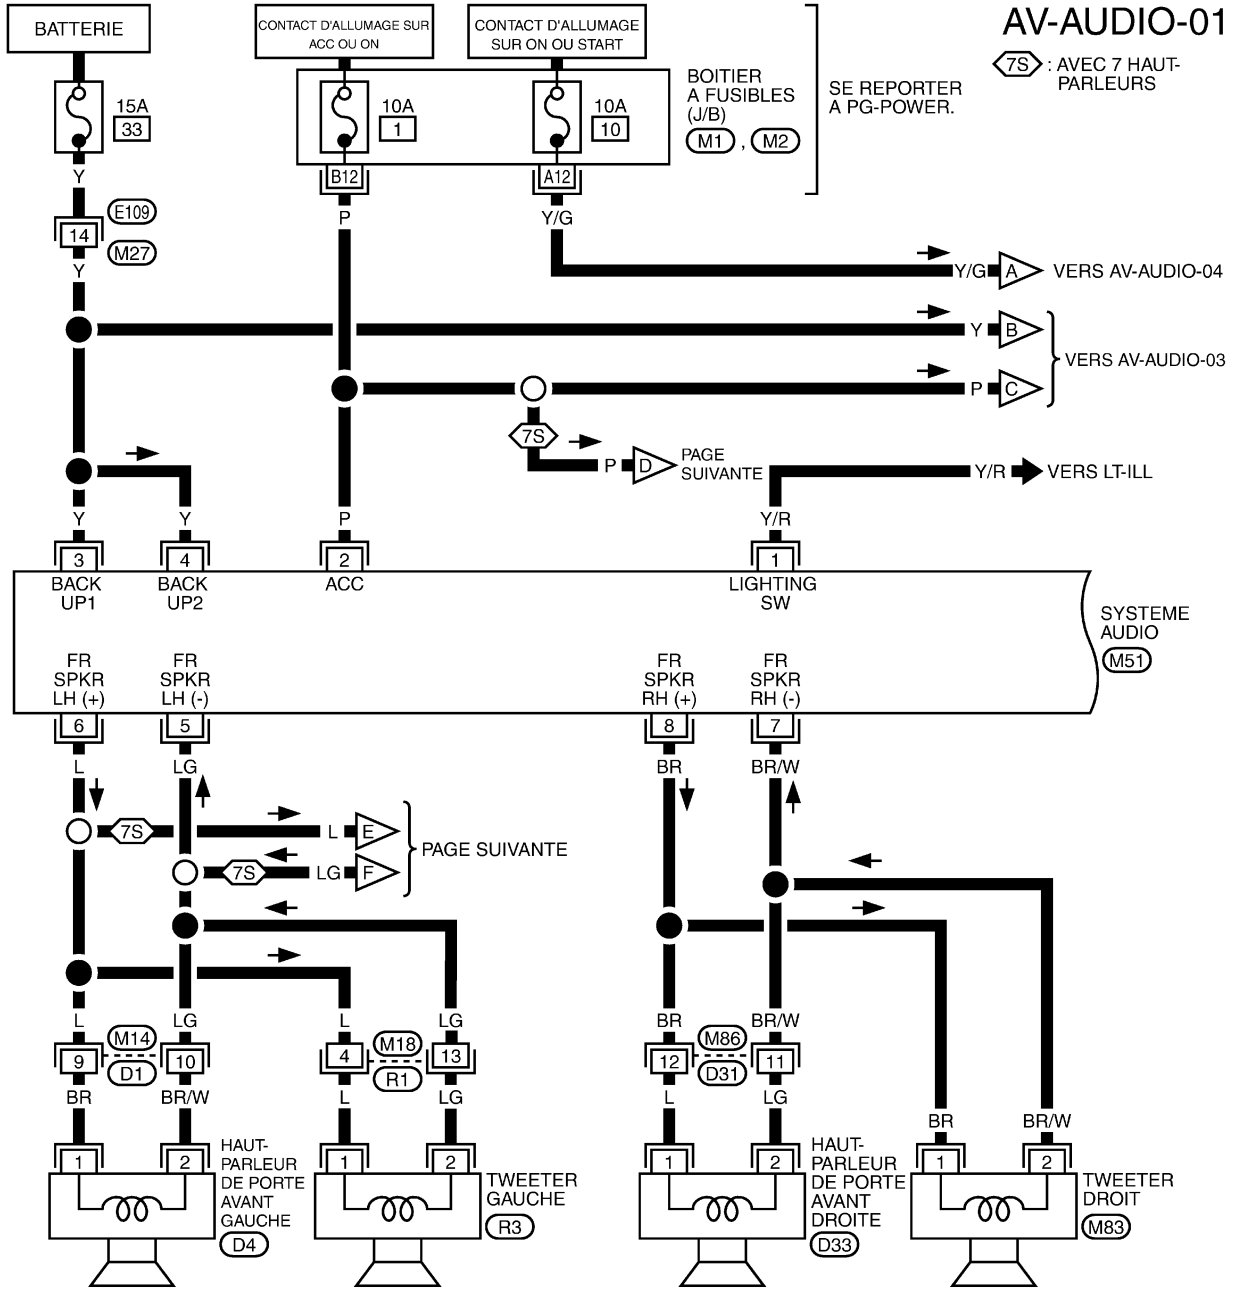 AV-AUDIO-01
BATTERIE
CONTACT D'ALLUMAGE SUR
ACC OU ON
CONTACT D'ALLUMAGE
SUR ON OU START
7S : AVEC 7 HAUT-
PARLEURS
15A
33
10A
1
10A
10
BOITIER
A FUSIBLES
(J/B)
M1 , M2
SE REPORTER
A PG-POWER.
B12
A12
Y
P
Y/G
E109
14
M27
Y
Y/G
A
VERS AV-AUDIO-04
Y
B
VERS AV-AUDIO-03
P
C
7S
P
D
PAGE
SUIVANTE
Y/R
VERS LT-ILL
Y
Y
P
Y/R
3
4
2
1
BACK
UP1
BACK
UP2
ACC
LIGHTING
SW
SYSTEME
AUDIO
M51
FR
SPKR
LH (+)
FR
SPKR
LH (-)
FR
SPKR
RH (+)
FR
SPKR
RH (-)
6
5
8
7
L
LG
BR
BR/W
7S
L
E
7S
LG
F
PAGE SUIVANTE
L
LG
L
LG
BR
BR/W
9
M14
D1
10
4
M18
R1
13
12
M86
D31
11
BR
BR/W
L
LG
L
LG
BR
BR/W
1
2
1
2
1
2
1
2
HAUT-
PARLEUR
DE PORTE
AVANT
GAUCHE
D4
TWEETER
GAUCHE
R3
HAUT-
PARLEUR
DE PORTE
AVANT
DROITE
D33
TWEETER
DROIT
M83